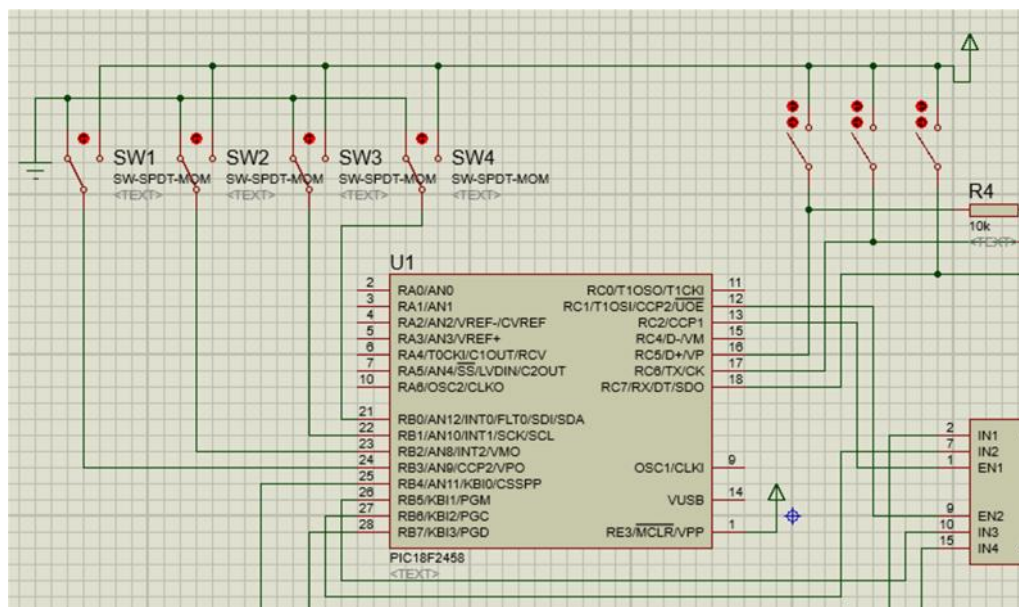 SW1
SW-SPDT-MOM
<TEXT>
SW2
SW-SPDT-MOM
<TEXT>
SW3
SW-SPDT-MOM
<TEXT>
SW4
SW-SPDT-MOM
<TEXT>
R4
10k
<TEXT>
U1
2 RA0/AN0
3 RA1/AN1
4 RA2/AN2/VREF-/CVREF
5 RA3/AN3/VREF+
6 RA4/T0CKI/C1OUT/RCV
7 RA5/AN4/SS/LVDIN/C2OUT
10 RA6/OSC2/CLKO
21 RB0/AN12/INT0/FLT0/SDI/SDA
22 RB1/AN10/INT1/SCK/SCL
23 RB2/AN8/INT2/VMO
24 RB3/AN9/CCP2/VPO
25 RB4/AN11/KBI0/CSSPP
26 RB5/KBI1/PGM
27 RB6/KBI2/PGC
28 RB7/KBI3/PGD
RC0/T1OSO/T1CKI 11
RC1/T1OSI/CCP2/UOE 12
RC2/CCP1 13
RC4/D-/VM 15
RC5/D+/VP 16
RC6/TX/CK 17
RC7/RX/DT/SDO 18
OSC1/CLKI 9
VUSB 14
RE3/MCLR/VPP 1
PIC18F2458
<TEXT>
2 IN1
7 IN2
1 EN1
9 EN2
10 IN3
15 IN4